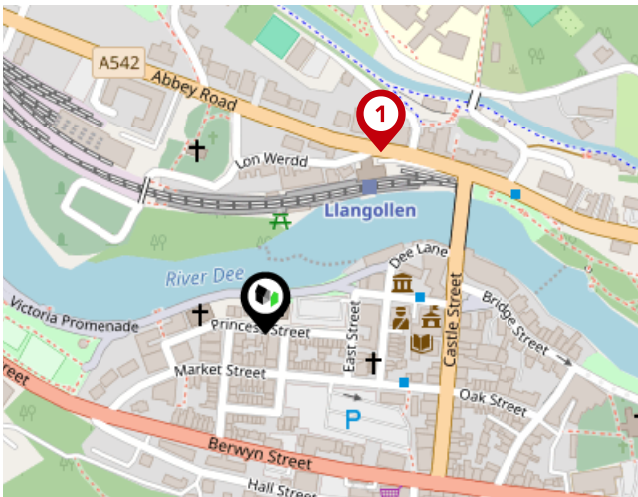 A542
Abbey Road
1
Lon Werdd
Llangollen
River Dee
Dee Lane
Victoria Promenade
Princess Street
East Street
Castle Street
Bridge Street
Market Street
Oak Street
reet
P
Berwyn Street
Hall Street